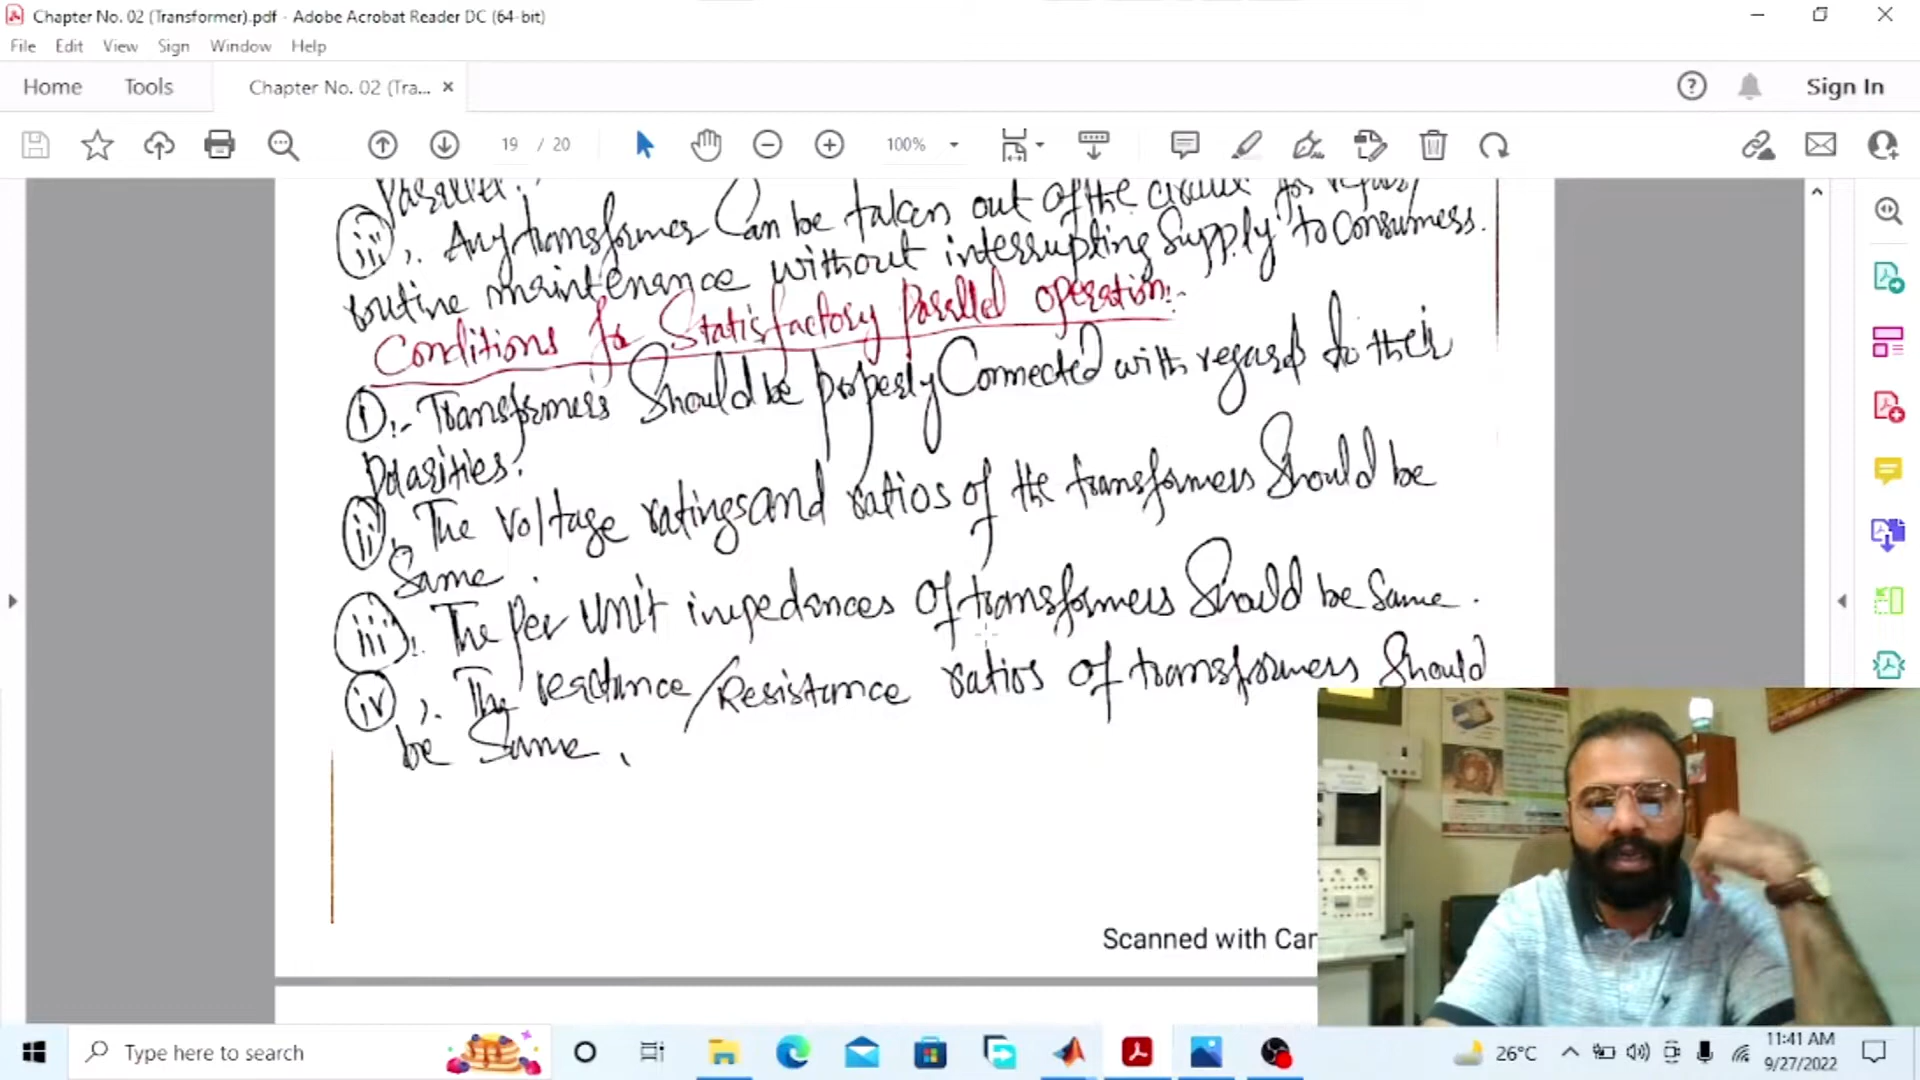 Chapter No. 02 (Transformer).pdf - Adobe Acrobat Reader DC (64-bit)
File Edit View Sign Window Help
Home Tools Chapter No. 02 (Tra... × Sign In
19 / 20 100%
Parallel.
iii). Any transformer Can be taken out of the circuit for repair/
routine maintenance without interrupting Supply to Consumers.
Conditions for Statisfactory parallel operation:-
i):- Transformers Should be properly Connected with regard to their
Polarities.
ii). The voltage ratings and ratios of the transformers Should be
Same.
iii):. The Per Unit impedances Of transformers Should be Same.
iv). The reactance/Resistance ratios of transformers Should
be Same.
Scanned with Car
Type here to search
26°C 11:41 AM
9/27/2022